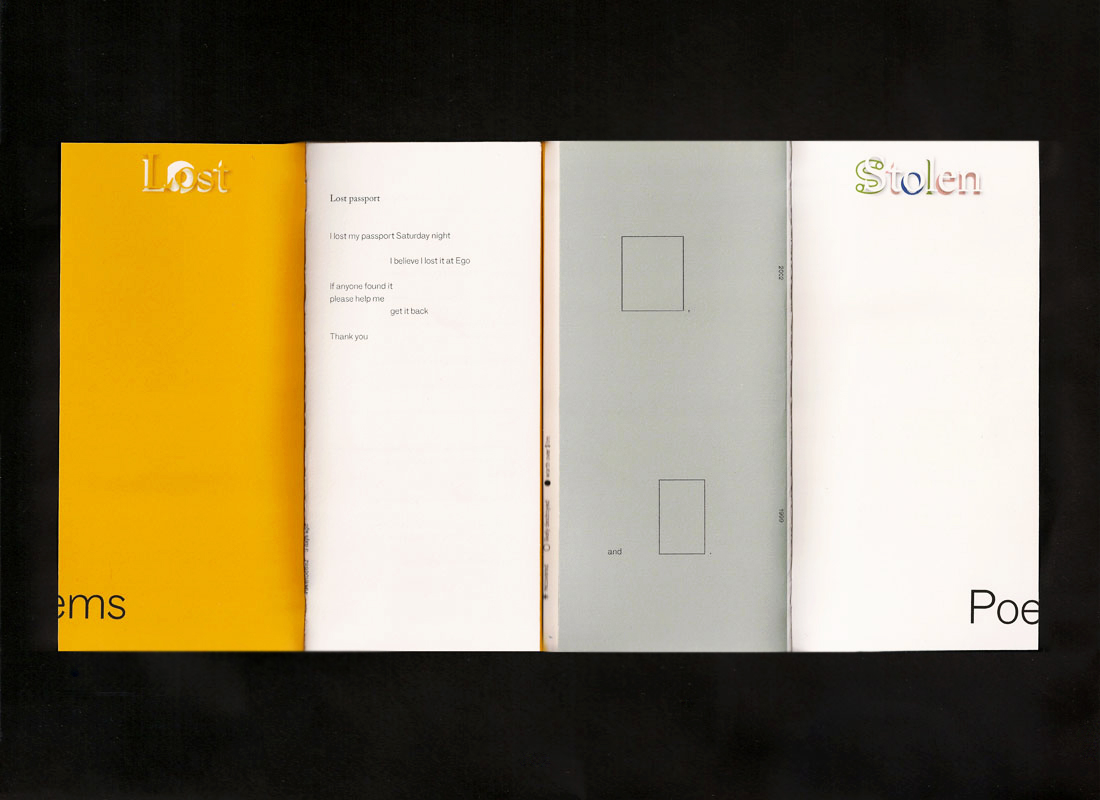 Lost
ems
Lost passport
I lost my passport Saturday night
I believe I lost it at Ego
If anyone found it
please help me
get it back
Thank you
2002
and
1999
Stolen
Poe